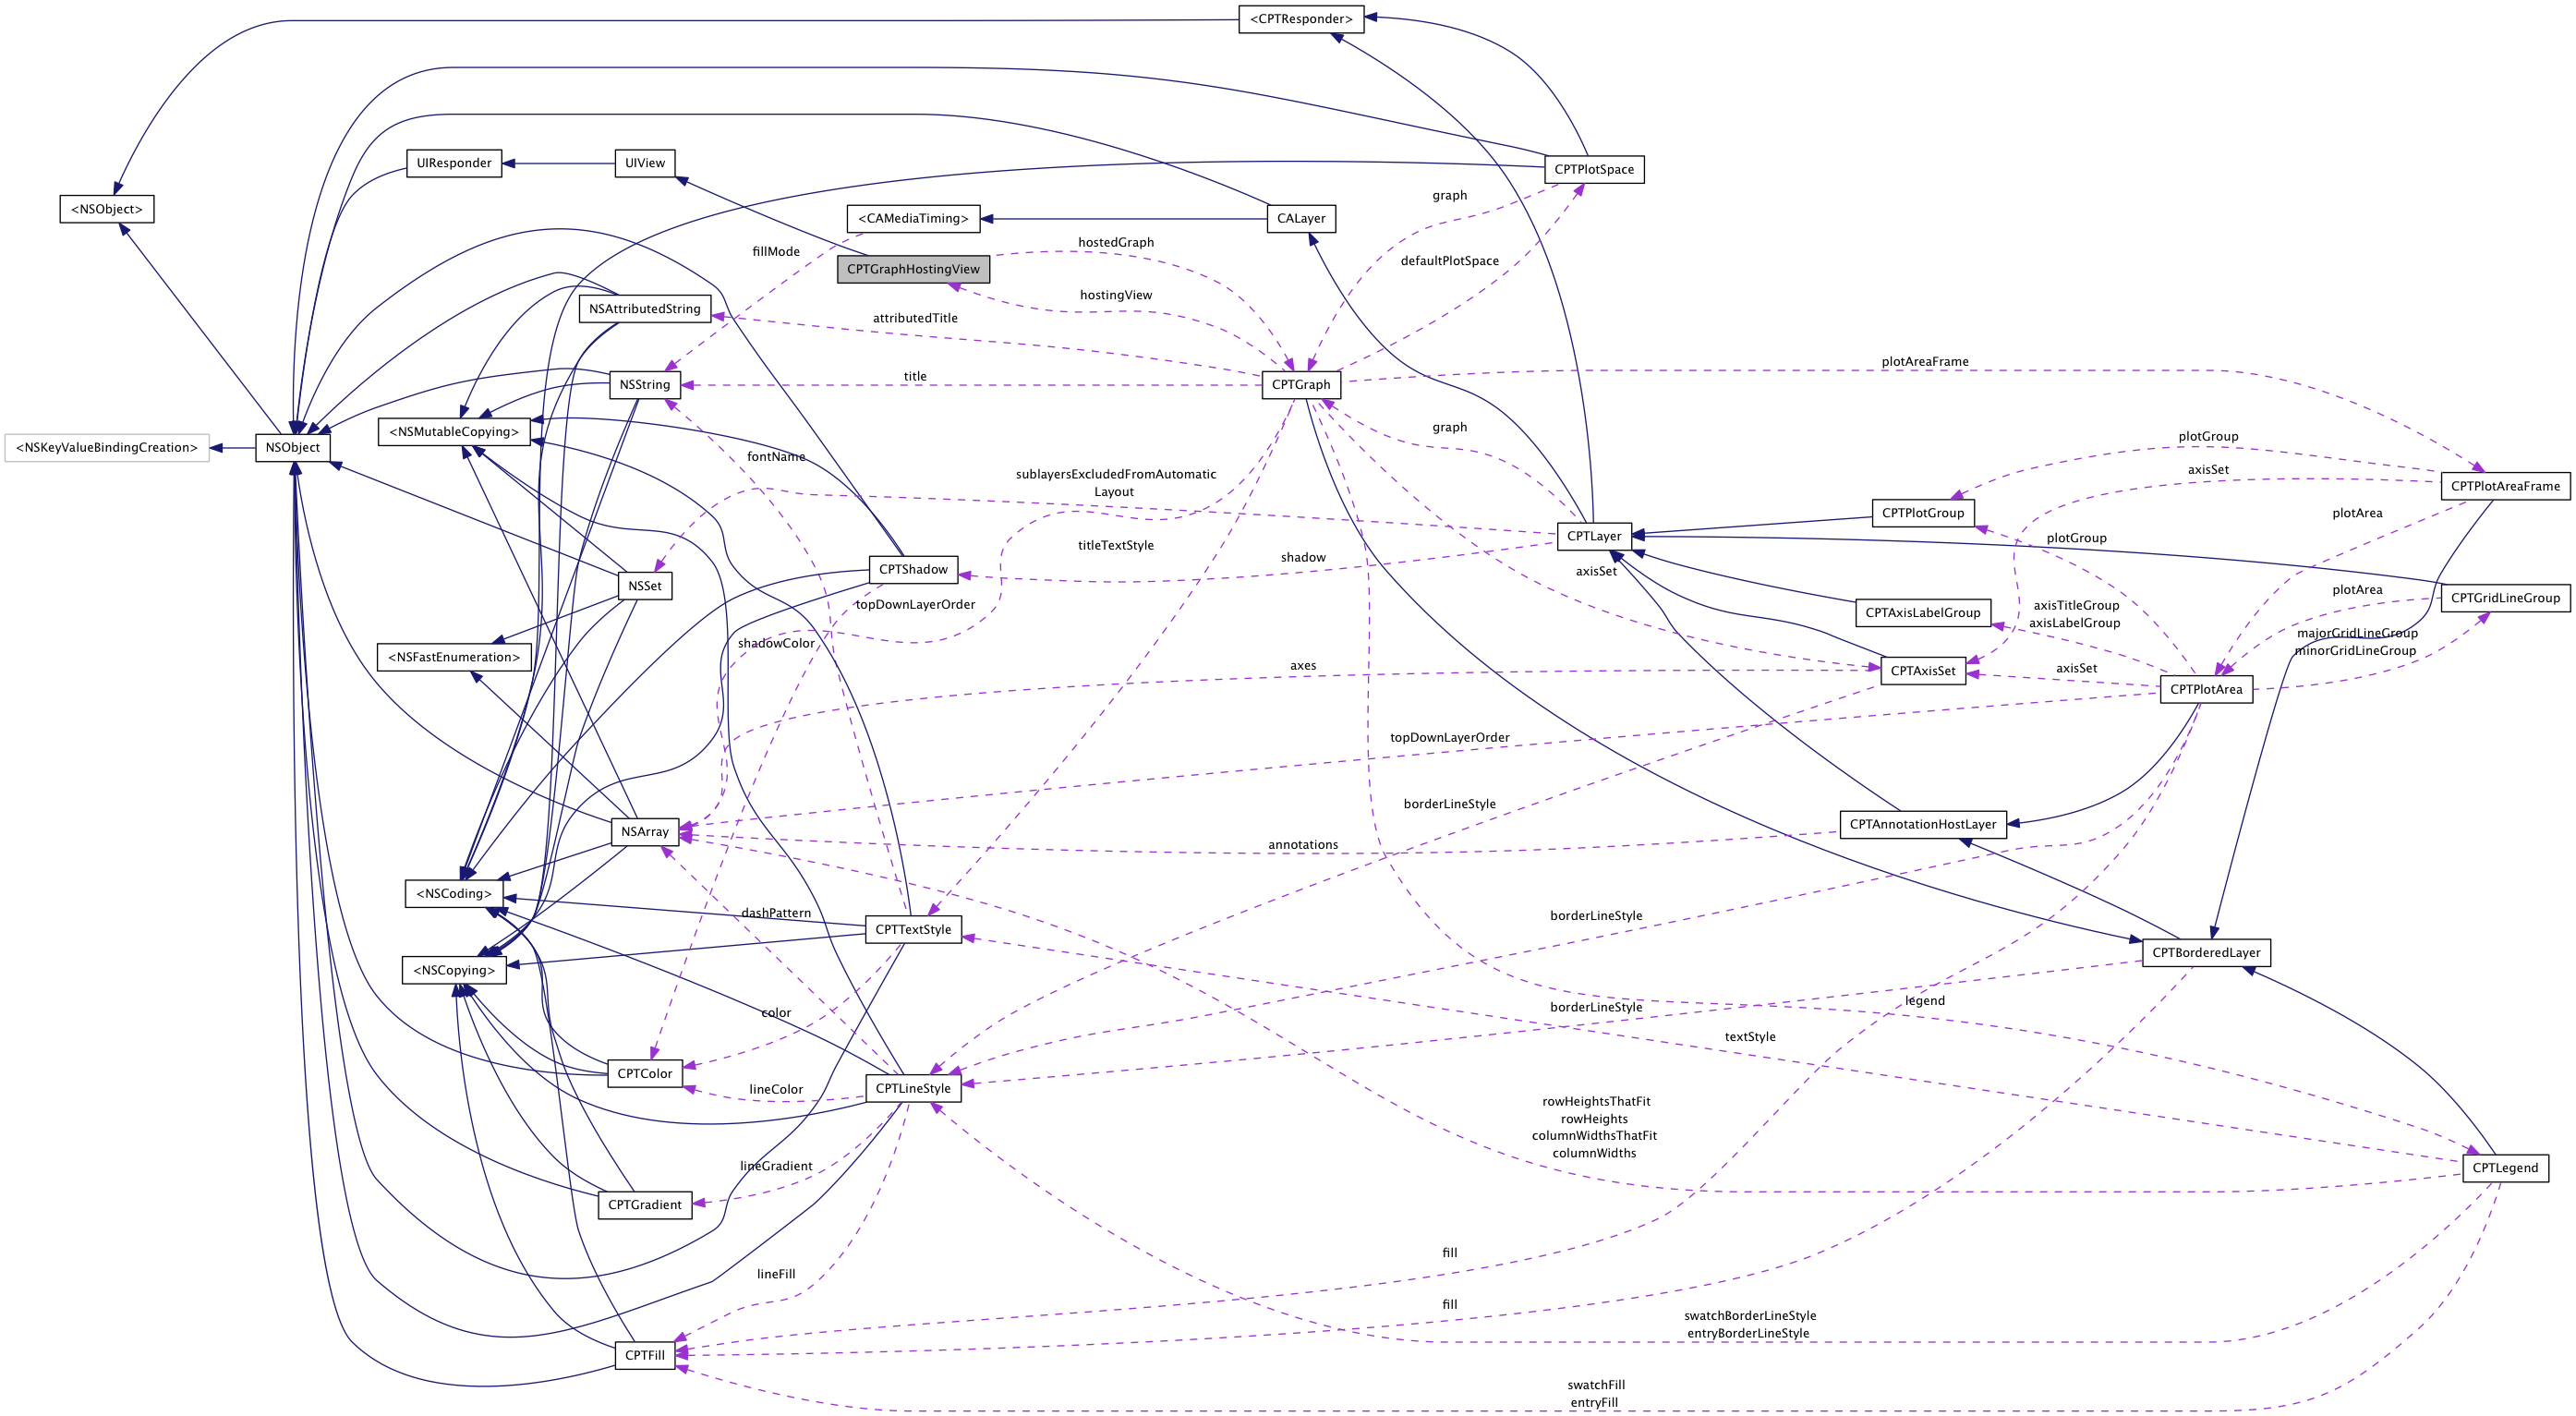 <CPTResponder>
UIResponder
UIView
CPTPlotSpace
<NSObject>
<CAMediaTiming>
CALayer
graph
fillMode
hostedGraph
CPTGraphHostingView
defaultPlotSpace
hostingView
NSAttributedString
attributedTitle
plotAreaFrame
NSString
title
CPTGraph
<NSMutableCopying>
graph
plotGroup
<NSKeyValueBindingCreation>
NSObject
fontName
axisSet
sublayersExcludedFromAutomatic
Layout
CPTPlotAreaFrame
CPTPlotGroup
plotArea
CPTLayer
plotGroup
titleTextStyle
shadow
CPTShadow
axisSet
NSSet
plotArea
CPTGridLineGroup
topDownLayerOrder
axisTitleGroup
axisLabelGroup
CPTAxisLabelGroup
majorGridLineGroup
minorGridLineGroup
shadowColor
<NSFastEnumeration>
axes
CPTAxisSet
axisSet
CPTPlotArea
topDownLayerOrder
borderLineStyle
NSArray
CPTAnnotationHostLayer
annotations
<NSCoding>
dashPattern
borderLineStyle
CPTTextStyle
CPTBorderedLayer
<NSCopying>
color
borderLineStyle
legend
textStyle
CPTColor
lineColor
CPTLineStyle
rowHeightsThatFit
rowHeights
columnWidthsThatFit
columnWidths
lineGradient
CPTLegend
CPTGradient
fill
lineFill
fill
swatchBorderLineStyle
entryBorderLineStyle
CPTFill
swatchFill
entryFill